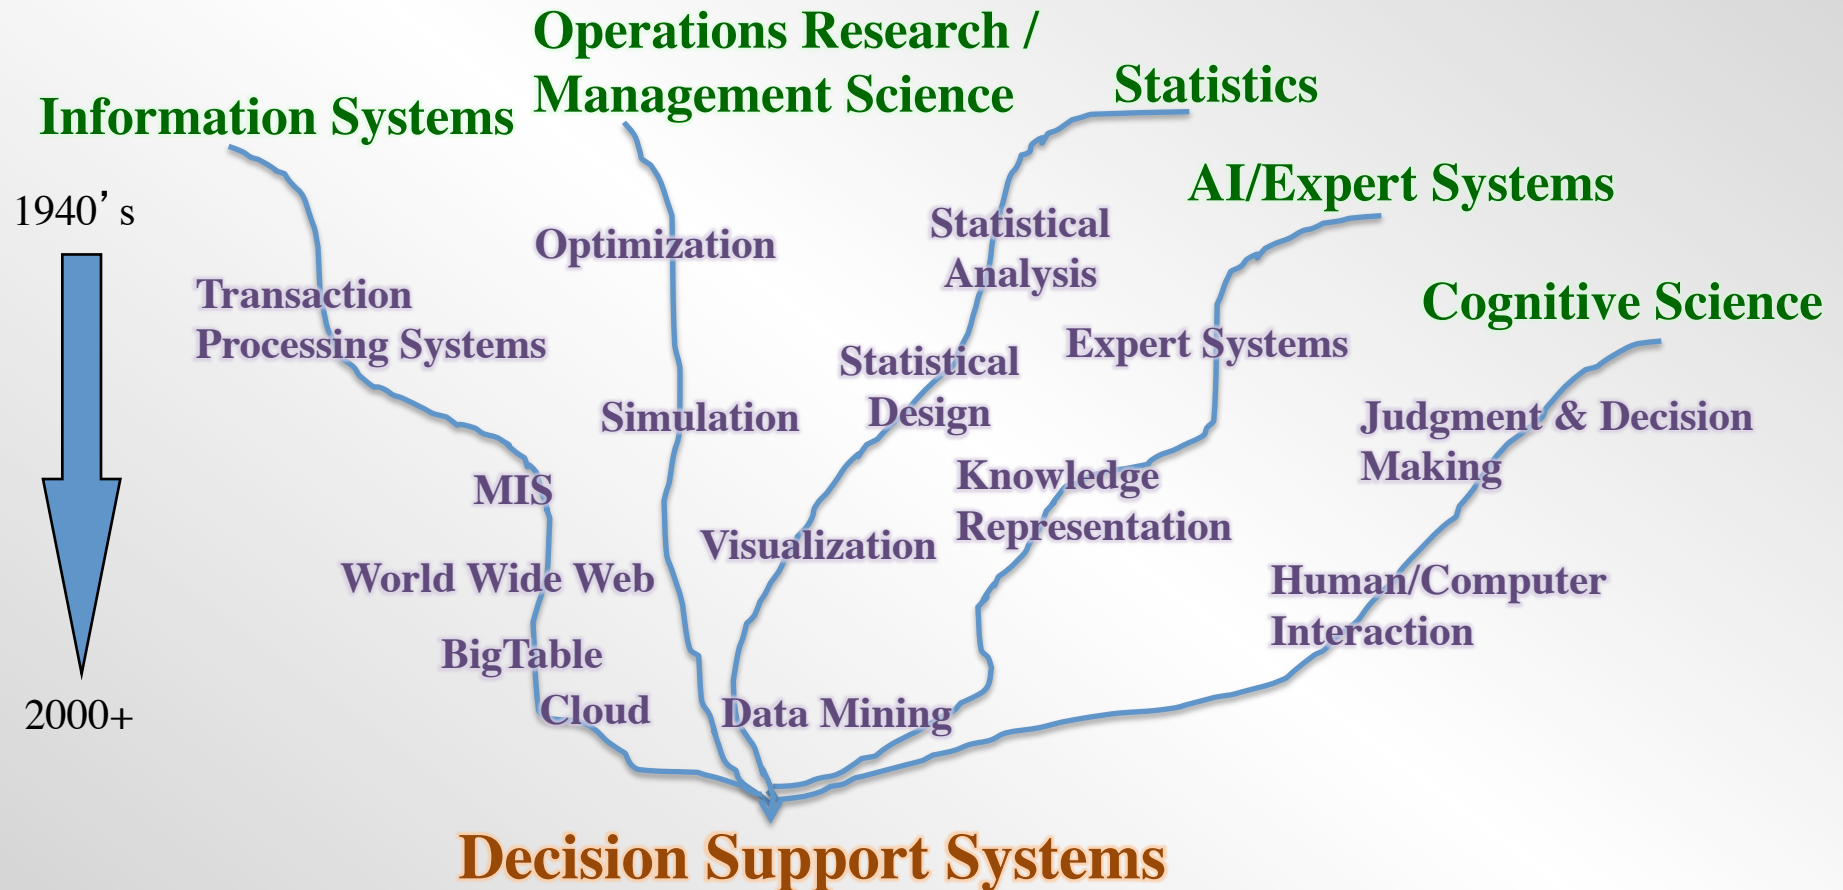 Operations Research /
Management Science
Statistics
Information Systems
AI/Expert Systems
1940’s
Statistical
Analysis
Optimization
Transaction
Processing Systems
Cognitive Science
Expert Systems
Statistical
Design
Simulation
Judgment & Decision
Making
MIS
Knowledge
Representation
Visualization
World Wide Web
Human/Computer
Interaction
BigTable
Cloud
Data Mining
2000+
Decision Support Systems